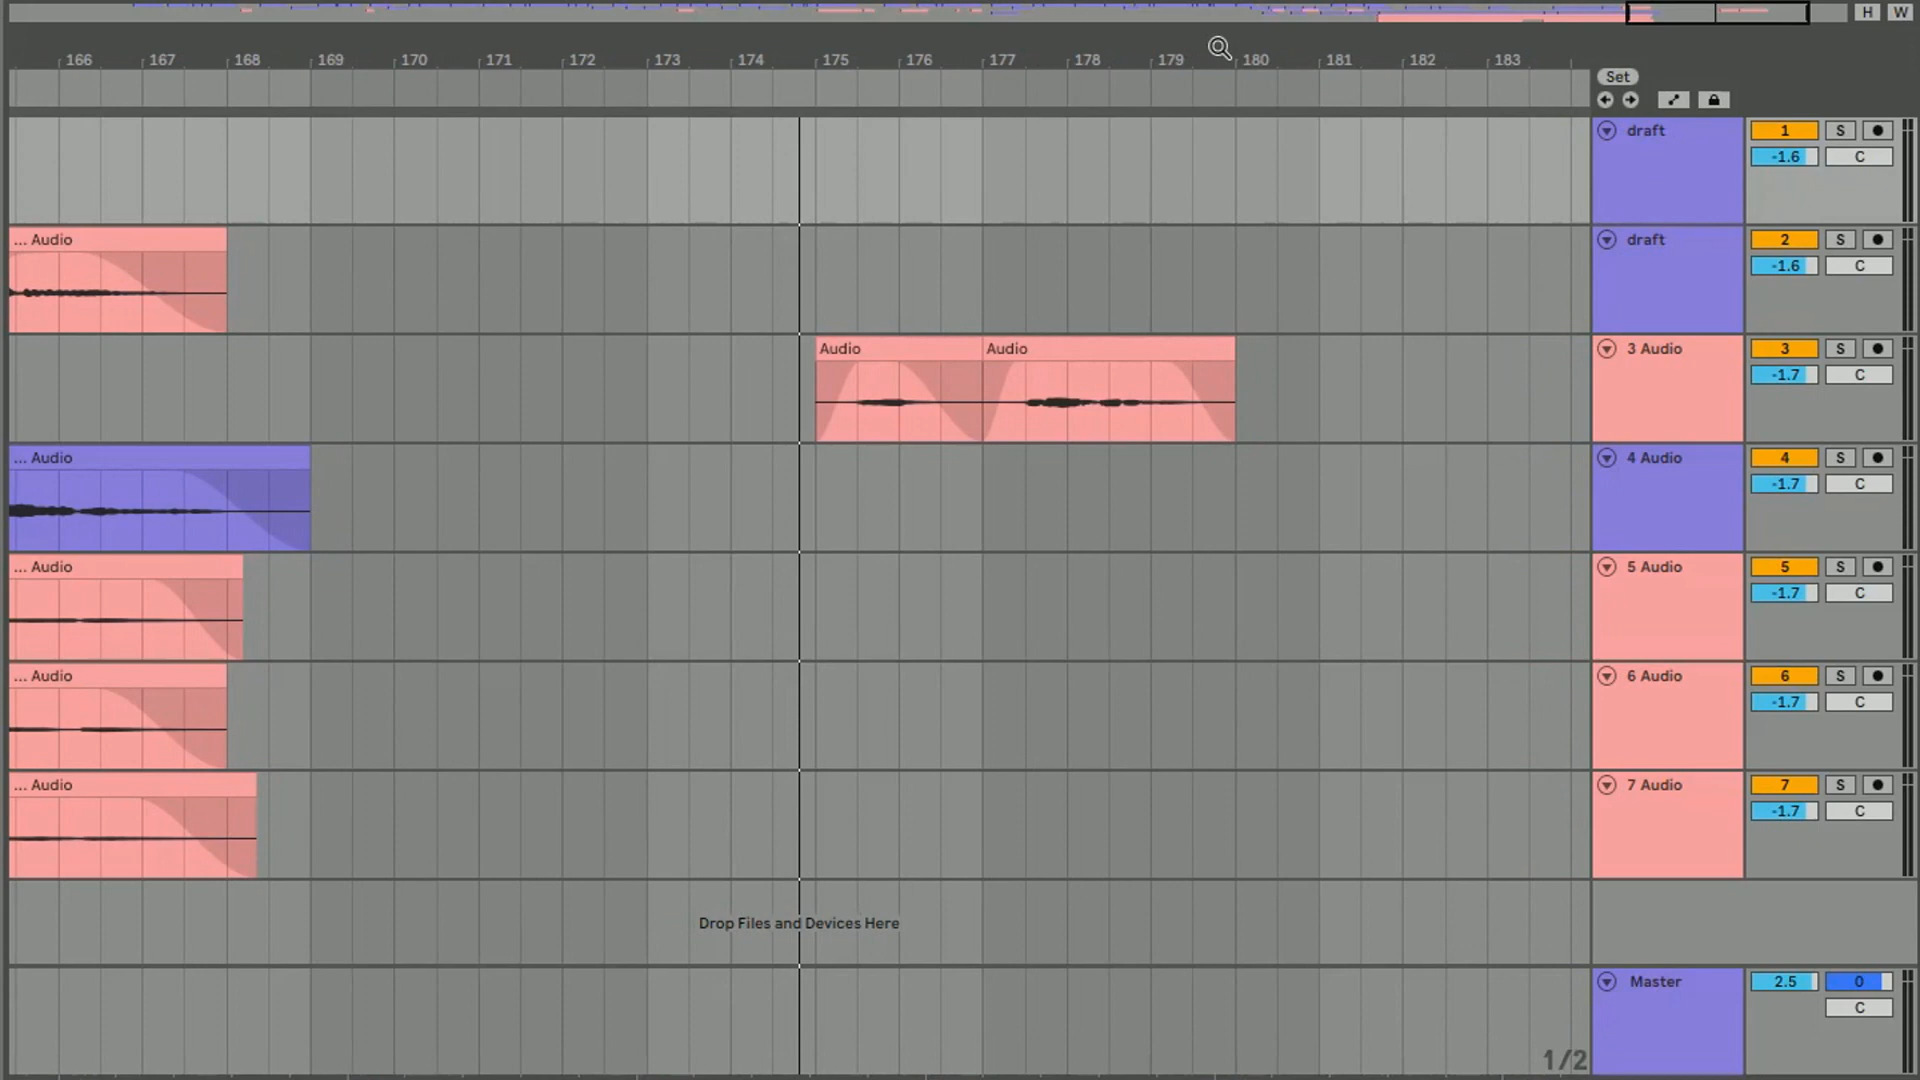 H W
166 167 168 169 170 171 172 173 174 175 176 177 178 179 180 181 182 183
Set
draft 1 S
-1.6 C
... Audio draft 2 S
-1.6 C
Audio Audio 3 Audio 3 S
-1.7 C
... Audio 4 Audio 4 S
-1.7 C
... Audio 5 Audio 5 S
-1.7 C
... Audio 6 Audio 6 S
-1.7 C
... Audio 7 Audio 7 S
-1.7 C
Drop Files and Devices Here
Master 2.5 0
C
1/2